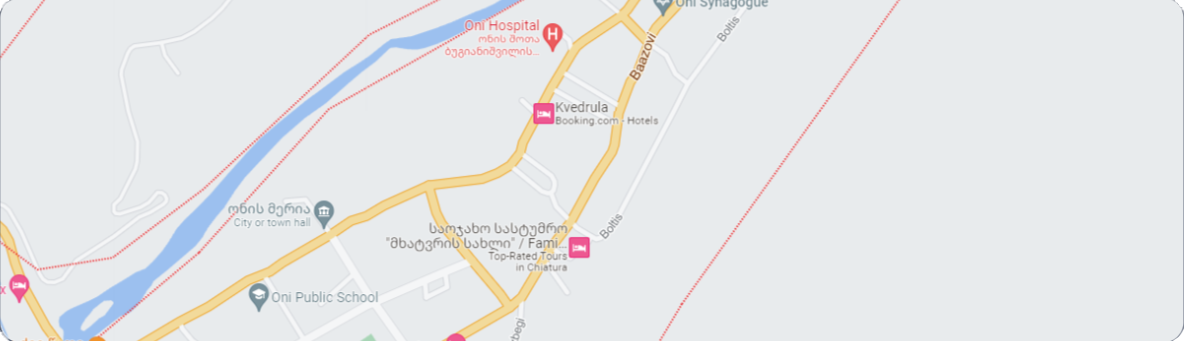 Oni Synagogue
Oni Hospital
ონის შოთა
ბუგიანიშვილის...
Boltis
Baazovi
Kvedrula
Booking.com - Hotels
ონის მერია
City or town hall
საოჯახო სასტუმრო
"მხატვრის სახლი" / Fami...
Top-Rated Tours
in Chiatura
Boltis
Oni Public School
x